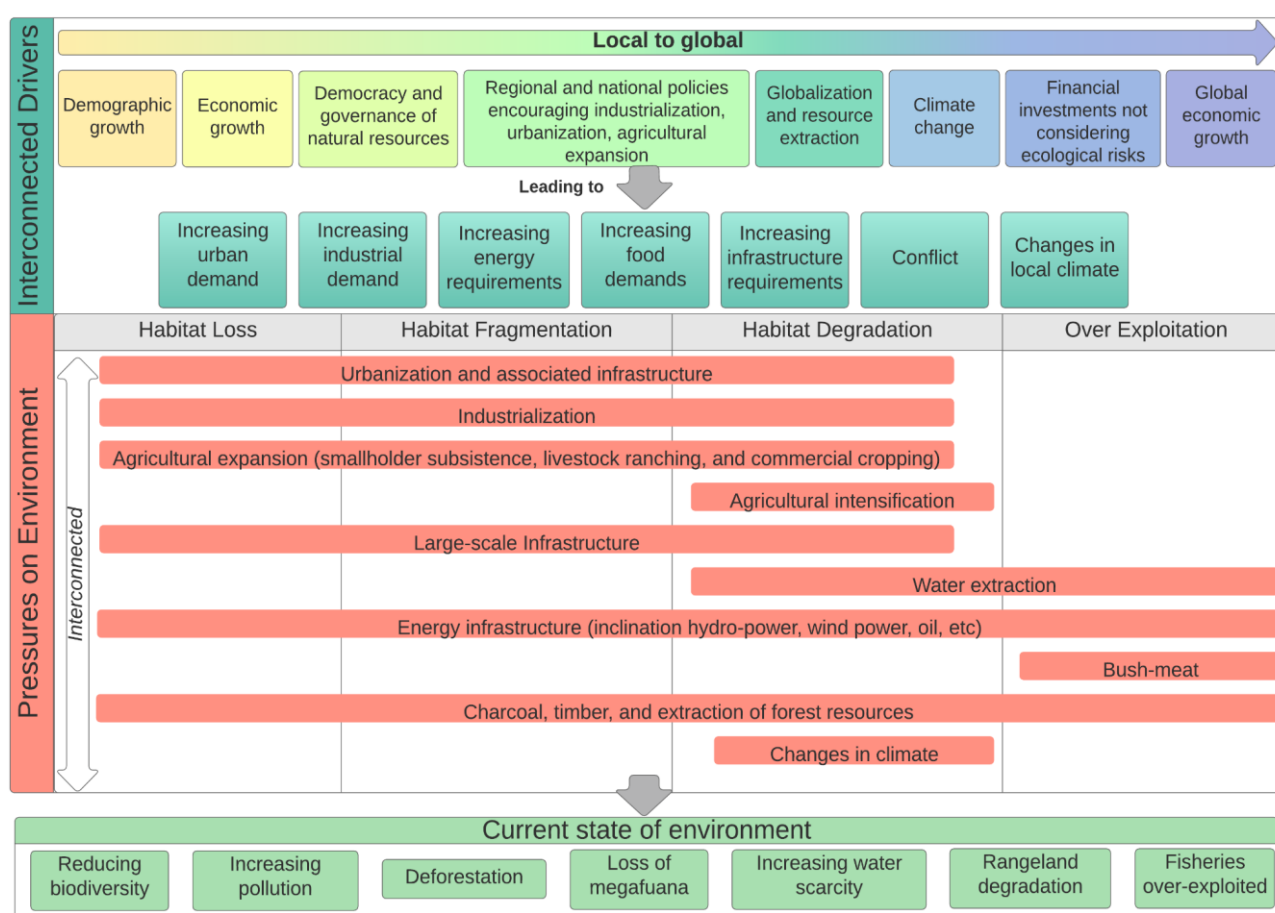 Interconnected Drivers
Local to global
Demographic
growth
Economic
growth
Democracy and
governance of
natural resources
Regional and national policies
encouraging industrialization,
urbanization, agricultural
expansion
Globalization
and resource
extraction
Climate
change
Financial
investments not
considering
ecological risks
Global
economic
growth
Leading to
Increasing
urban
demand
Increasing
industrial
demand
Increasing
energy
requirements
Increasing
food
demands
Increasing
infrastructure
requirements
Conflict
Changes in
local climate
Pressures on Environment
Habitat Loss
Habitat Fragmentation
Habitat Degradation
Over Exploitation
Interconnected
Urbanization and associated infrastructure
Industrialization
Agricultural expansion (smallholder subsistence, livestock ranching, and commercial cropping)
Agricultural intensification
Large-scale Infrastructure
Water extraction
Energy infrastructure (inclination hydro-power, wind power, oil, etc)
Bush-meat
Charcoal, timber, and extraction of forest resources
Changes in climate
Current state of environment
Reducing
biodiversity
Increasing
pollution
Deforestation
Loss of
megafuana
Increasing water
scarcity
Rangeland
degradation
Fisheries
over-exploited